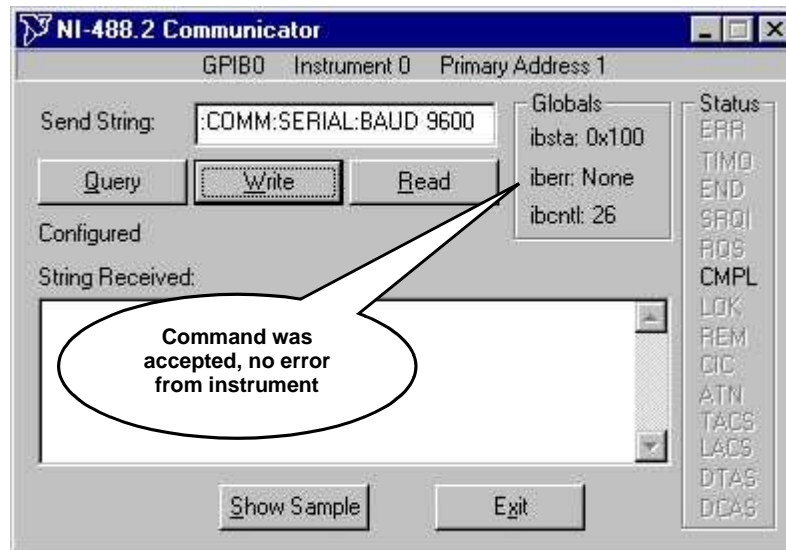 NI-488.2 Communicator
GPIB0 Instrument 0 Primary Address 1
Send String:
:COMM:SERIAL:BAUD 9600
Query
Write
Read
Configured
String Received:
Command was
accepted, no error
from instrument
Show Sample
Exit
Globals
ibsta: 0x100
iberr: None
ibcntl: 26
Status
ERR
TIMO
END
SRQI
RQS
CMPL
LOK
REM
CIC
ATN
TACS
LACS
DTAS
DCAS